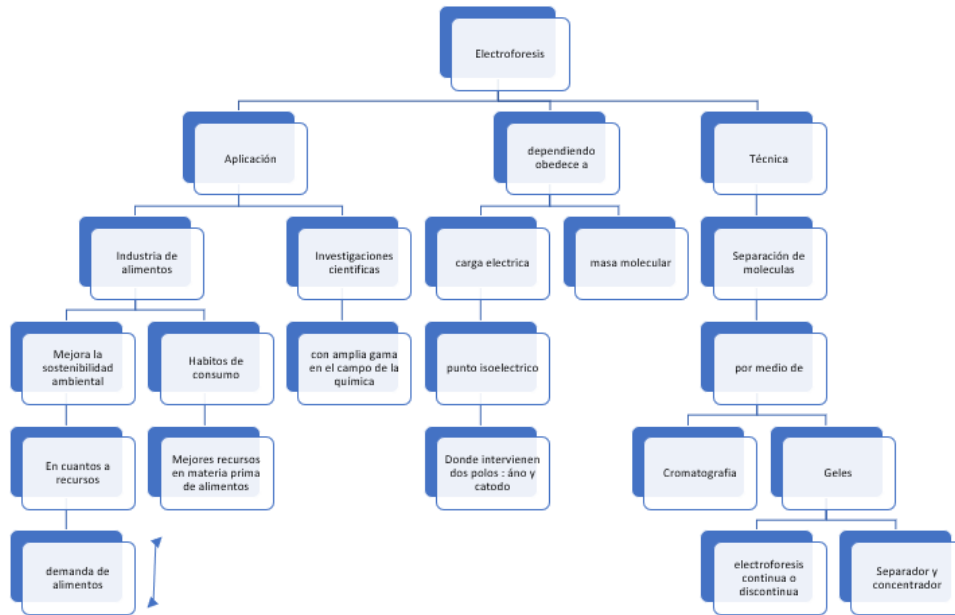 Electroforesis
Aplicación
dependiendo
obedece a
Técnica
Industria de
alimentos
Investigaciones
cientificas
carga electrica
masa molecular
Separación de
moleculas
Mejora la
sostenibilidad
ambiental
Habitos de
consumo
con amplia gama
en el campo de la
química
punto isoelectrico
por medio de
En cuantos a
recursos
Mejores recursos
en materia prima
de alimentos
Donde intervienen
dos polos : áno y
catodo
Cromatografia
Geles
demanda de
alimentos
electroforesis
continua o
discontinua
Separador y
concentrador